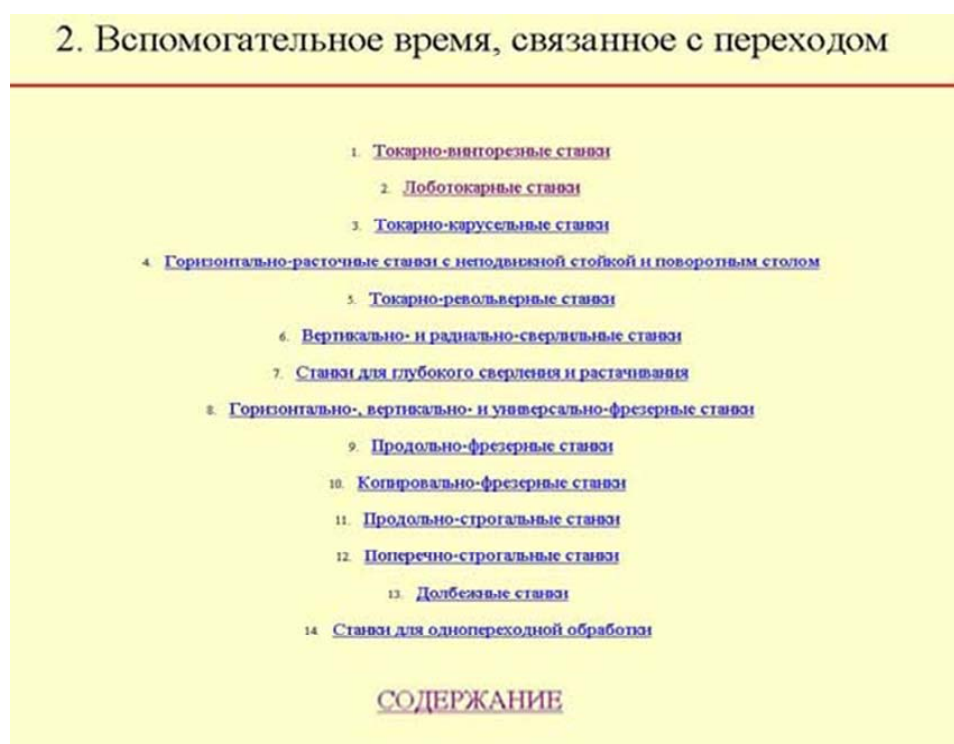 2. Вспомогательное время, связанное с переходом
1. Токарно-винторезные станки
2. Лоботокарные станки
3. Токарно-карусельные станки
4. Горизонтально-расточные станки с неподвижной стойкой и поворотным столом
5. Токарно-револьверные станки
6. Вертикально- и радиально-сверлильные станки
7. Станки для глубокого сверления и растачивания
8. Горизонтально-, вертикально- и универсально-фрезерные станки
9. Продольно-фрезерные станки
10. Копировально-фрезерные станки
11. Продольно-строгальные станки
12. Поперечно-строгальные станки
13. Долбежные станки
14. Станки для однопереходной обработки
СОДЕРЖАНИЕ